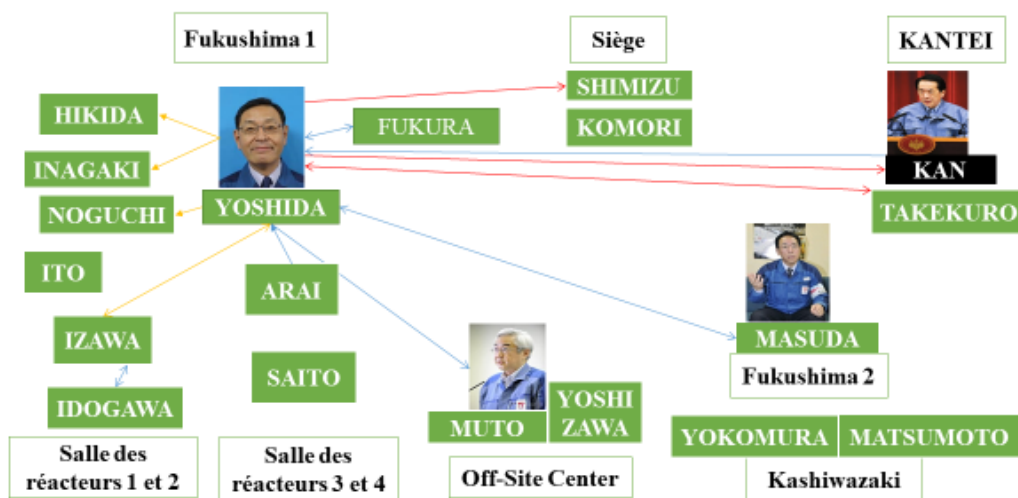 Fukushima 1
Siège
KANTEI
HIKIDA
INAGAKI
NOGUCHI
ITO
IZAWA
IDOGAWA
Salle des
réacteurs 1 et 2
YOSHIDA
FUKURA
ARAI
SAITO
Salle des
réacteurs 3 et 4
SHIMIZU
KOMORI
KAN
TAKEKURO
MUTO
YOSHI
ZAWA
Off-Site Center
MASUDA
Fukushima 2
YOKOMURA
MATSUMOTO
Kashiwazaki